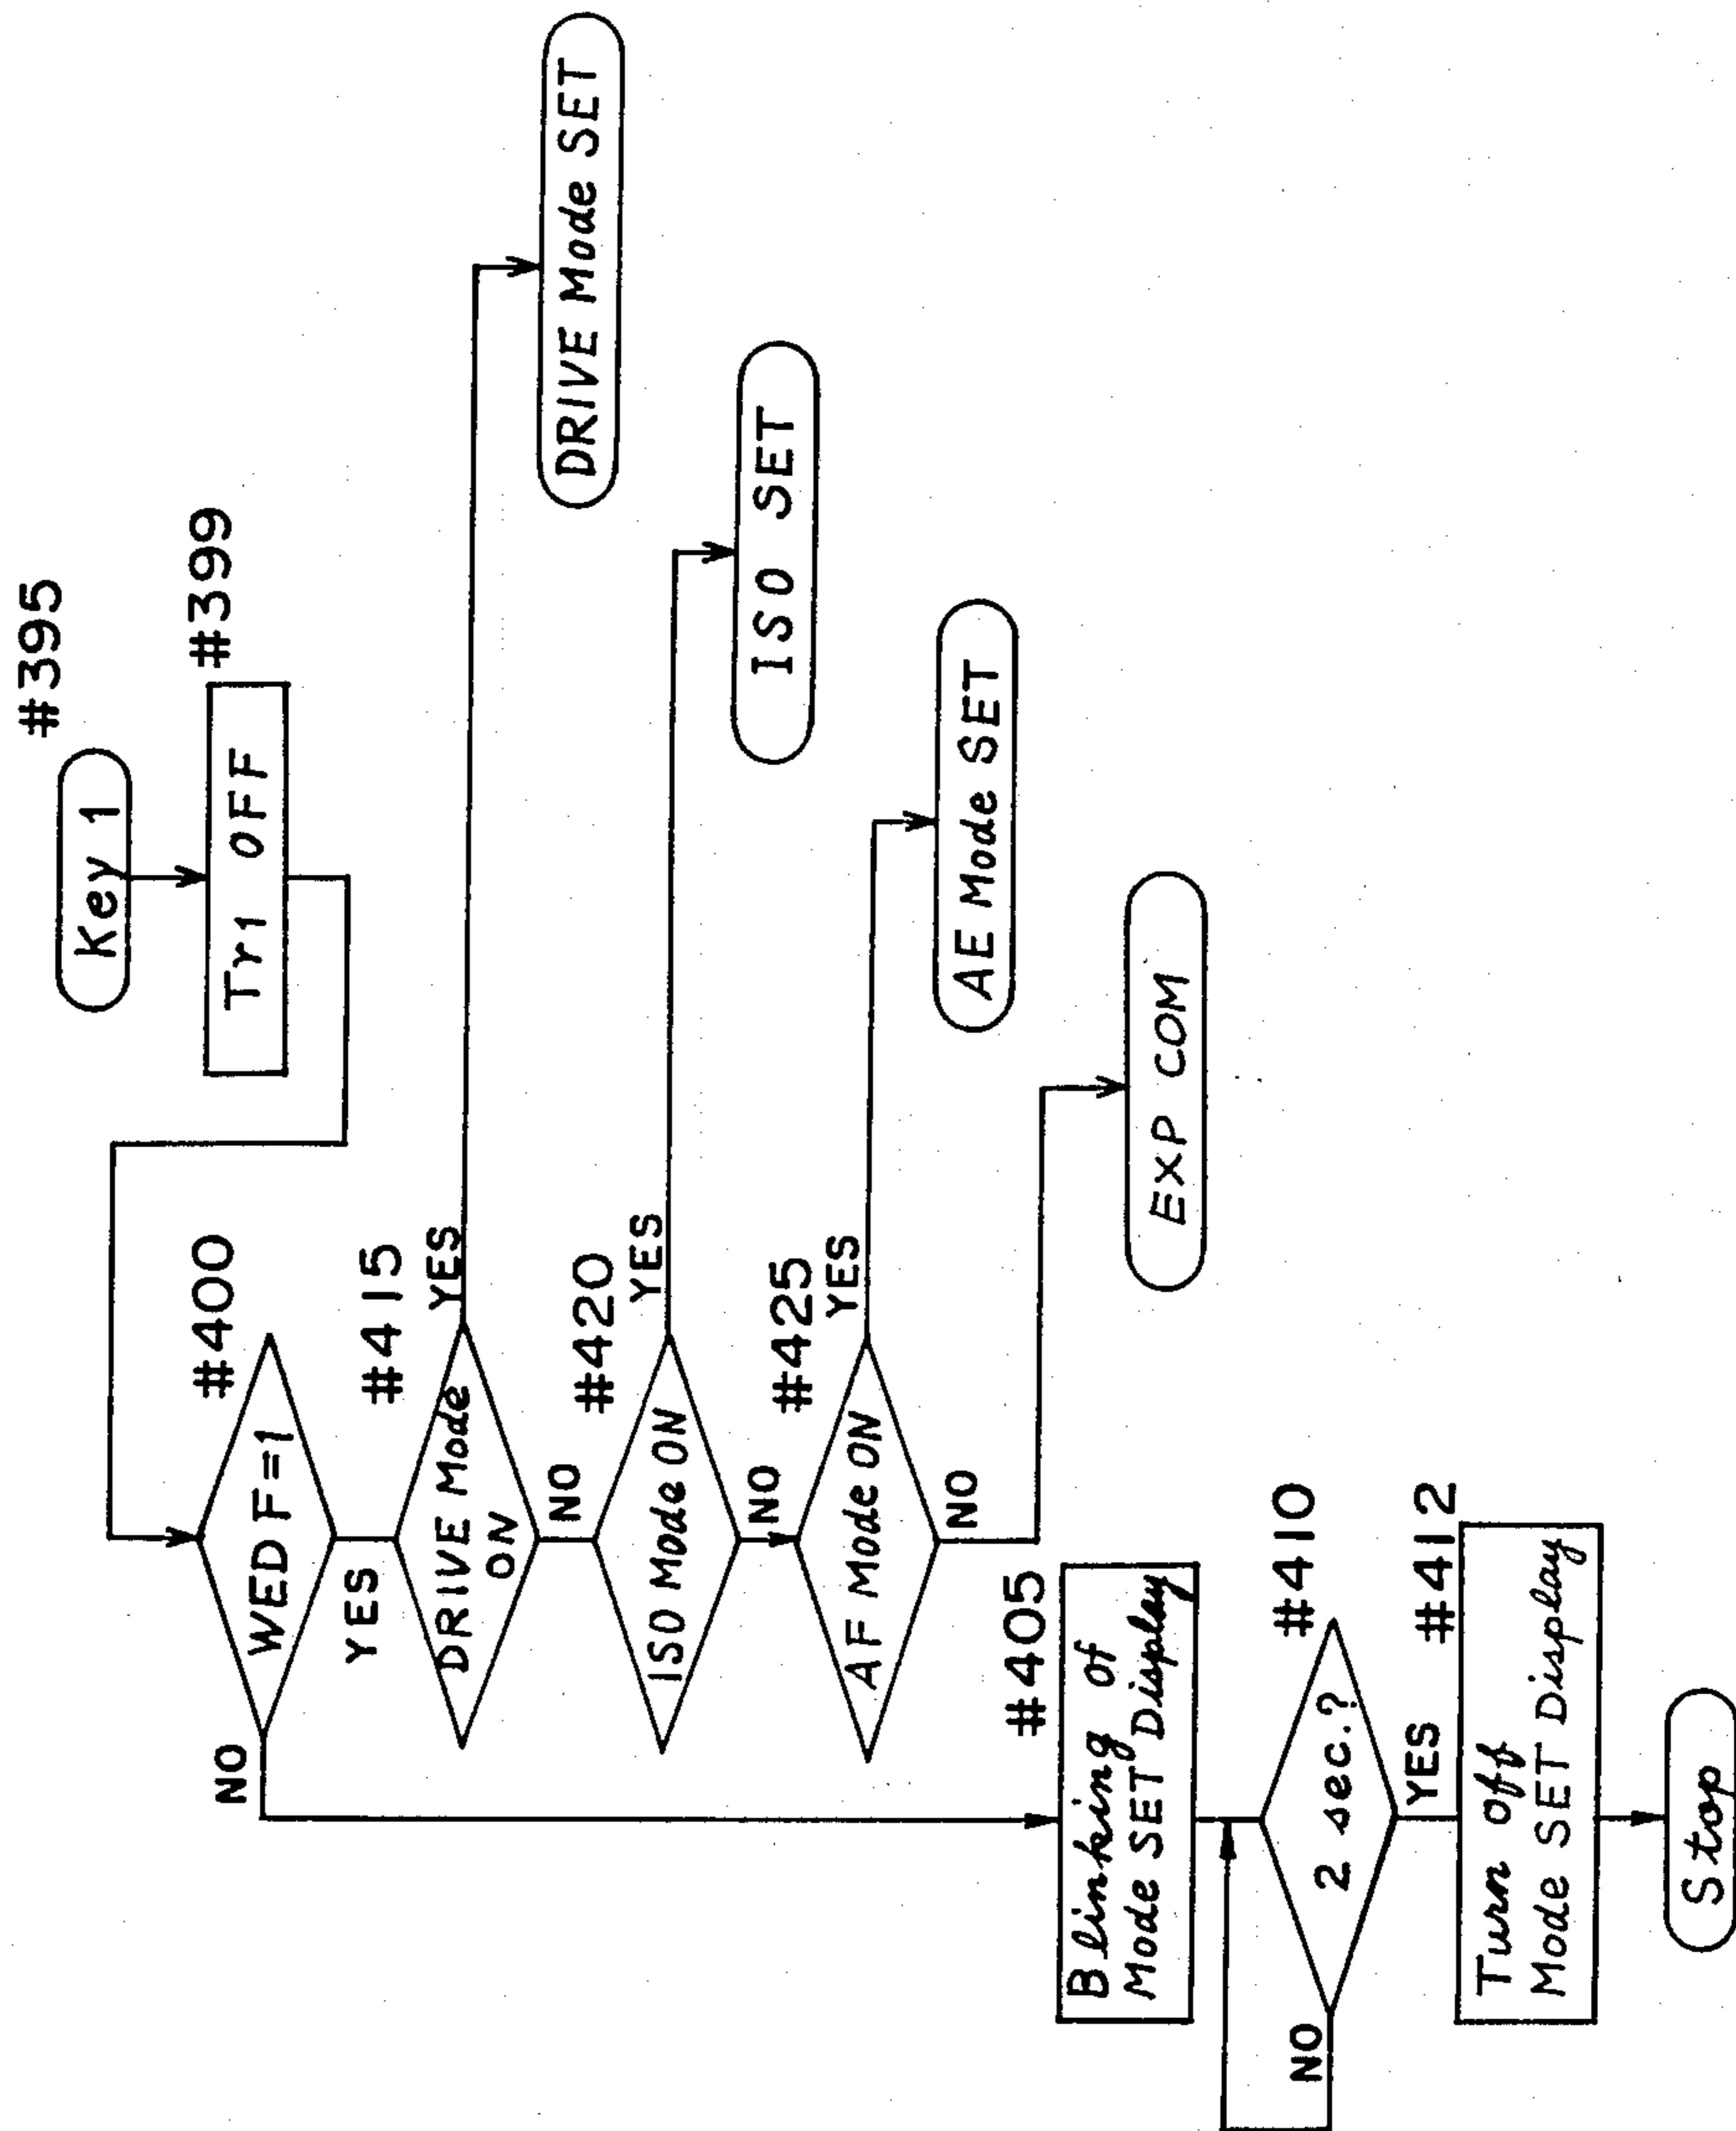 #395
Key 1
#399
Tr1 OFF
#400
WED F=1
NO
YES
#415
DRIVE Mode
ON
YES
DRIVE Mode SET
NO
#420
ISO Mode ON
YES
ISO SET
NO
#425
AF Mode ON
YES
AE Mode SET
NO
EXP COM
#405
Blinking of
Mode SET Display
#410
2 sec.?
NO
YES
#412
Turn off
Mode SET Display
Stop